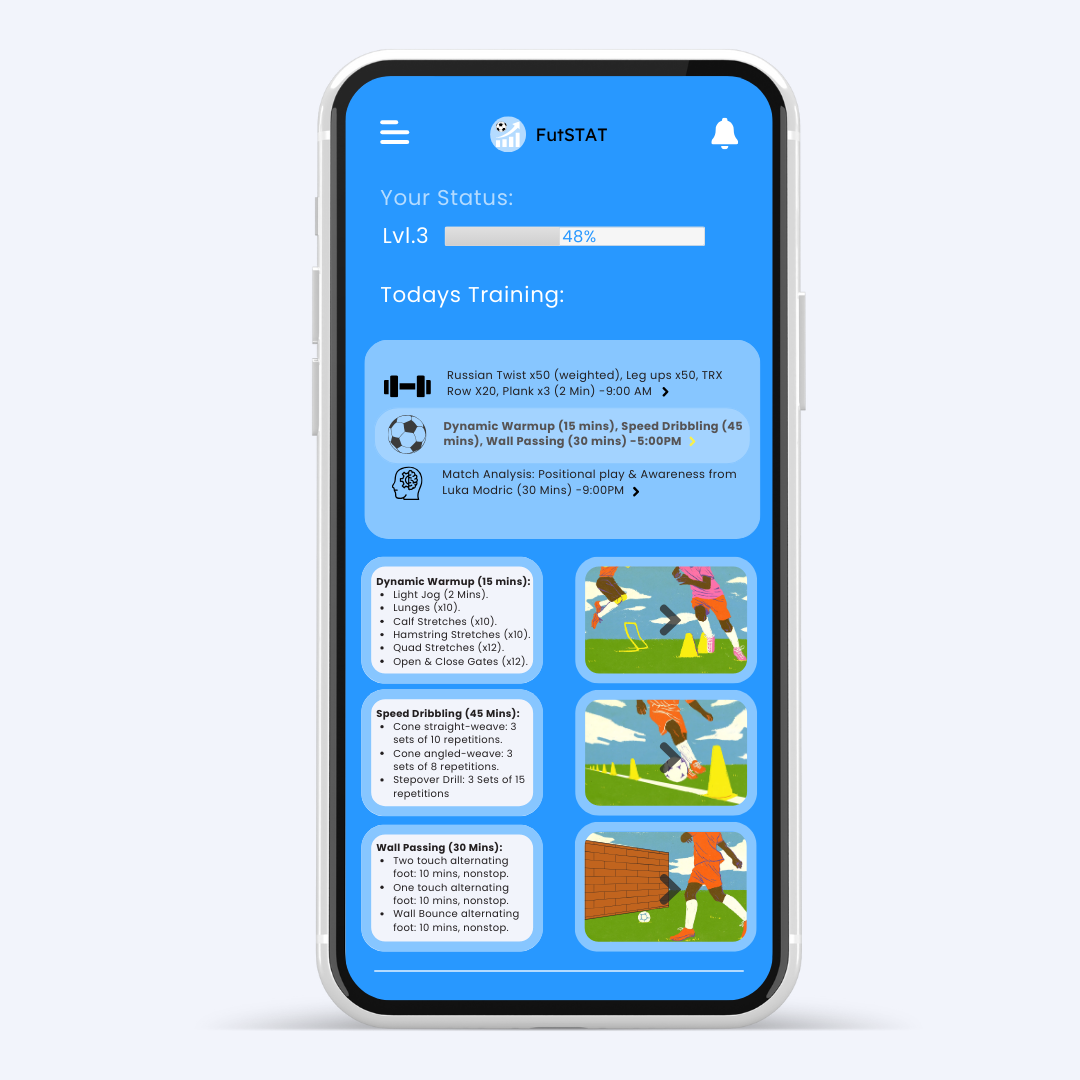 FutSTAT
Your Status:
Lvl.3
48%
Todays Training:
Russian Twist x50 (weighted), Leg ups x50, TRX
Row X20, Plank x3 (2 Min) -9:00 AM
Dynamic Warmup (15 mins), Speed Dribbling (45
mins), Wall Passing (30 mins) -5:00PM
Match Analysis: Positional play & Awareness from
Luka Modric (30 Mins) -9:00PM
Dynamic Warmup (15 mins):
• Light Jog (2 Mins).
• Lunges (x10).
• Calf Stretches (x10).
• Hamstring Stretches (x10).
• Quad Stretches (x12).
• Open & Close Gates (x12).
Speed Dribbling (45 Mins):
• Cone straight-weave: 3
sets of 10 repetitions.
• Cone angled-weave: 3
sets of 8 repetitions.
• Stepover Drill: 3 Sets of 15
repetitions
Wall Passing (30 Mins):
• Two touch alternating
foot: 10 mins, nonstop.
• One touch alternating
foot: 10 mins, nonstop.
• Wall Bounce alternating
foot: 10 mins, nonstop.